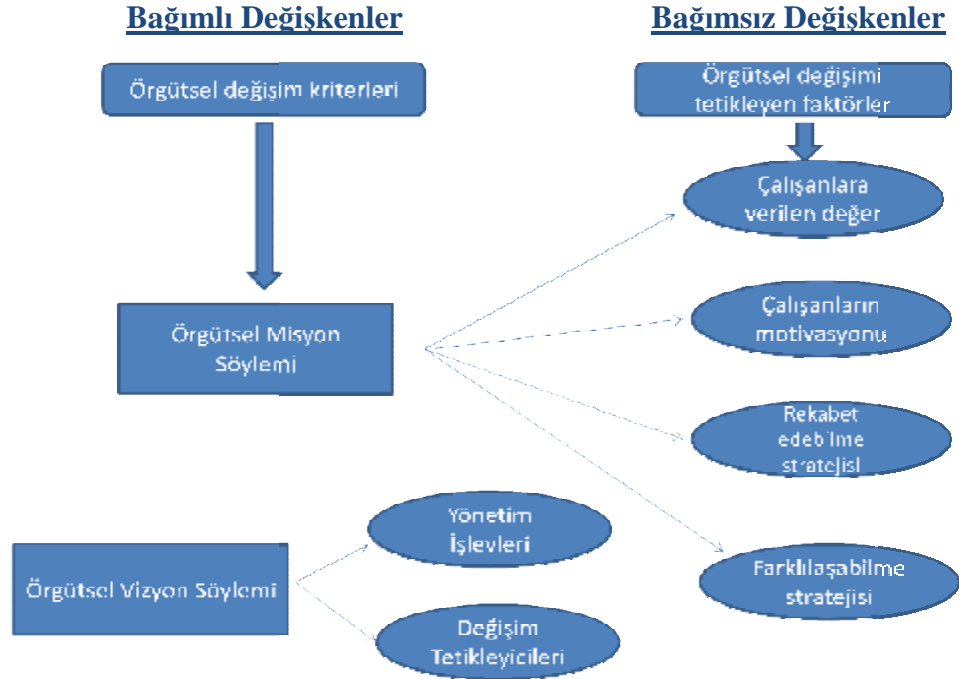 Bağımlı Değişkenler
Bağımsız Değişkenler
Örgütsel değişim kriterleri
Örgütsel değişimi
tetikleyen faktörler
Çalışanlara
verilen değer
Örgütsel Misyon
Söylemi
Çalışanların
motivasyonu
Rekabet
edebilme
stratejisi
Yönetim
İşlevleri
Örgütsel Vizyon Söylemi
Farklılaşabilme
stratejisi
Değişim
Tetikleyicileri